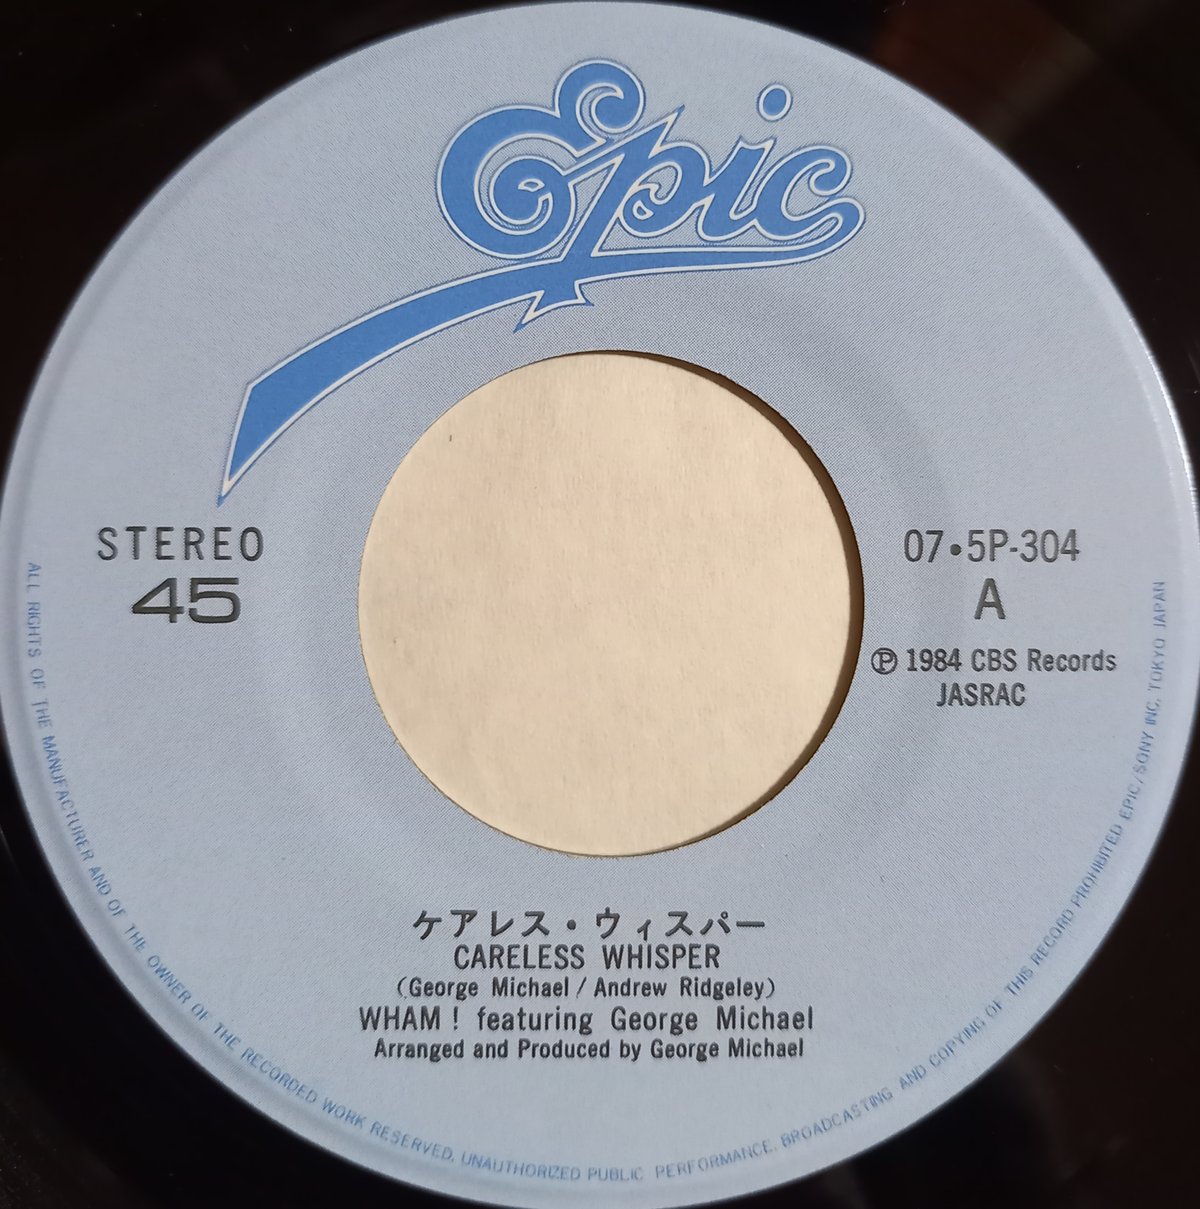 Epic
STEREO
45
07・5P-304
A
Ⓟ 1984 CBS Records
JASRAC
ケアレス・ウィスパー
CARELESS WHISPER
(George Michael / Andrew Ridgeley)
WHAM ! featuring George Michael
Arranged and Produced by George Michael
ALL RIGHTS OF THE MANUFACTURER AND OF THE OWNER OF THE RECORDED WORK RESERVED. UNAUTHORIZED PUBLIC PERFORMANCE, BROADCASTING AND COPYING OF THIS RECORD PROHIBITED EPIC/SONY INC. TOKYO JAPAN